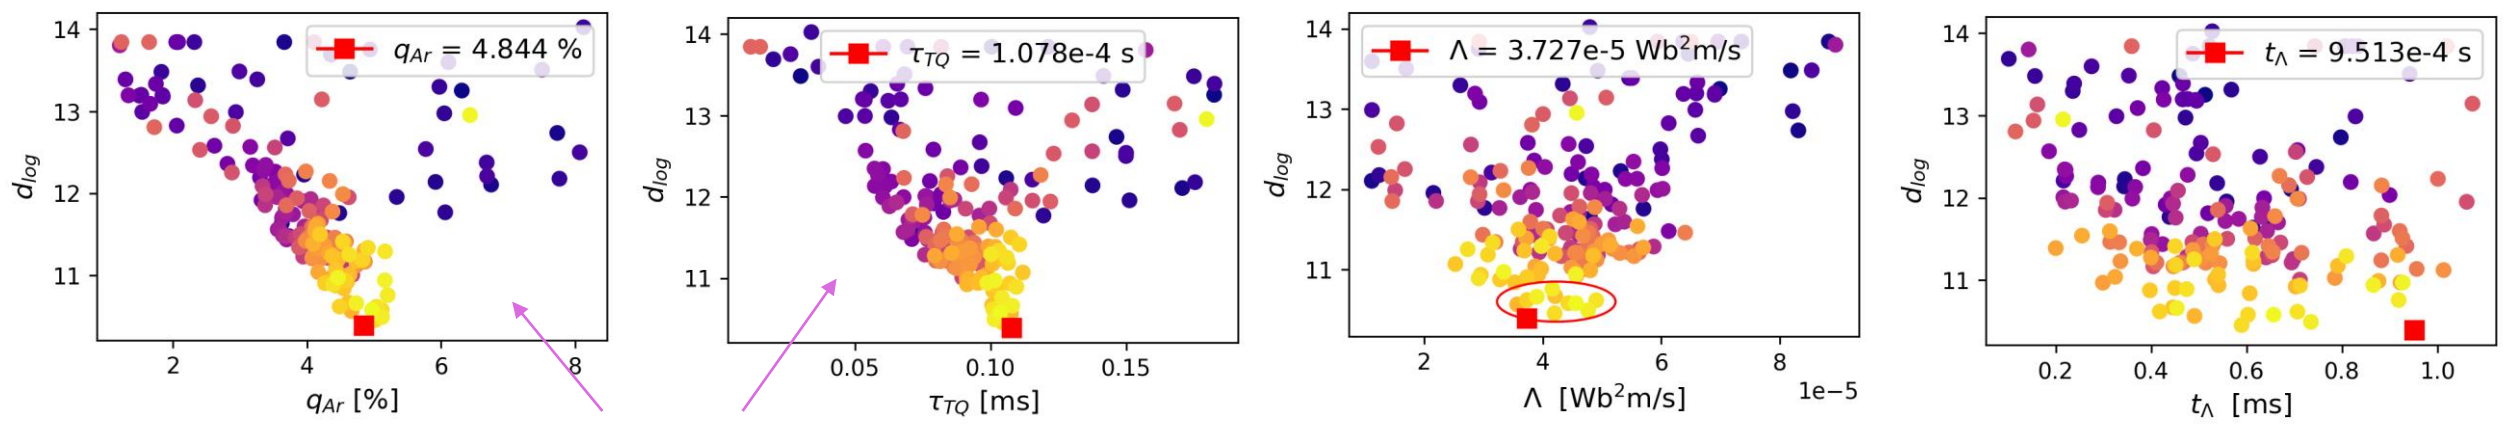 14
13
12
11
d_log
q_Ar = 4.844 %
2 4 6 8
q_Ar [%]
14
13
12
11
d_log
τ_TQ = 1.078e-4 s
0.05 0.10 0.15
τ_TQ [ms]
14
13
12
11
d_log
Λ = 3.727e-5 Wb²m/s
2 4 6 8
1e−5
Λ [Wb²m/s]
14
13
12
11
d_log
t_Λ = 9.513e-4 s
0.2 0.4 0.6 0.8 1.0
t_Λ [ms]